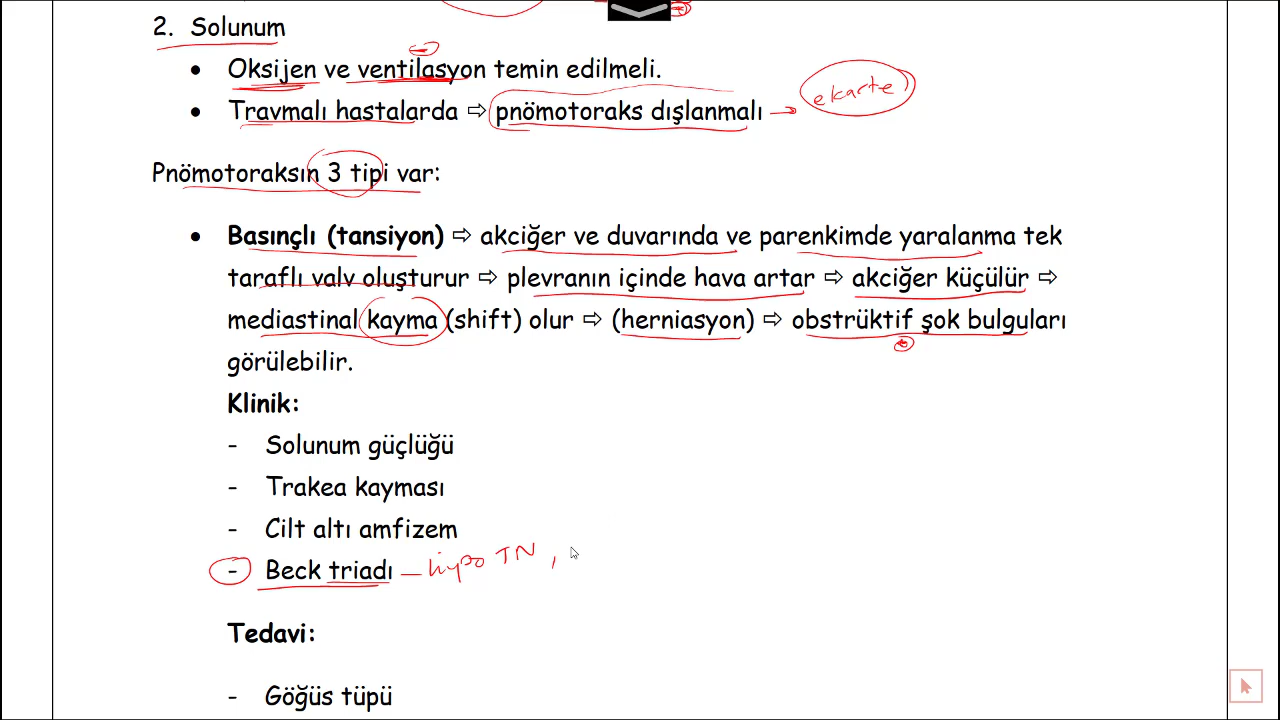 2. Solunum
• Oksijen ve ventilasyon temin edilmeli.
• Travmalı hastalarda ⇨ pnömotoraks dışlanmalı → ekarte
Pnömotoraksın 3 tipi var:
• Basınçlı (tansiyon) ⇨ akciğer ve duvarında ve parenkimde yaralanma tek
taraflı valv oluşturur ⇨ plevranın içinde hava artar ⇨ akciğer küçülür ⇨
mediastinal kayma (shift) olur ⇨ (herniasyon) ⇨ obstrüktif şok bulguları
görülebilir.
Klinik:
- Solunum güçlüğü
- Trakea kayması
- Cilt altı amfizem
- Beck triadı — hipo TN ,
Tedavi:
- Göğüs tüpü